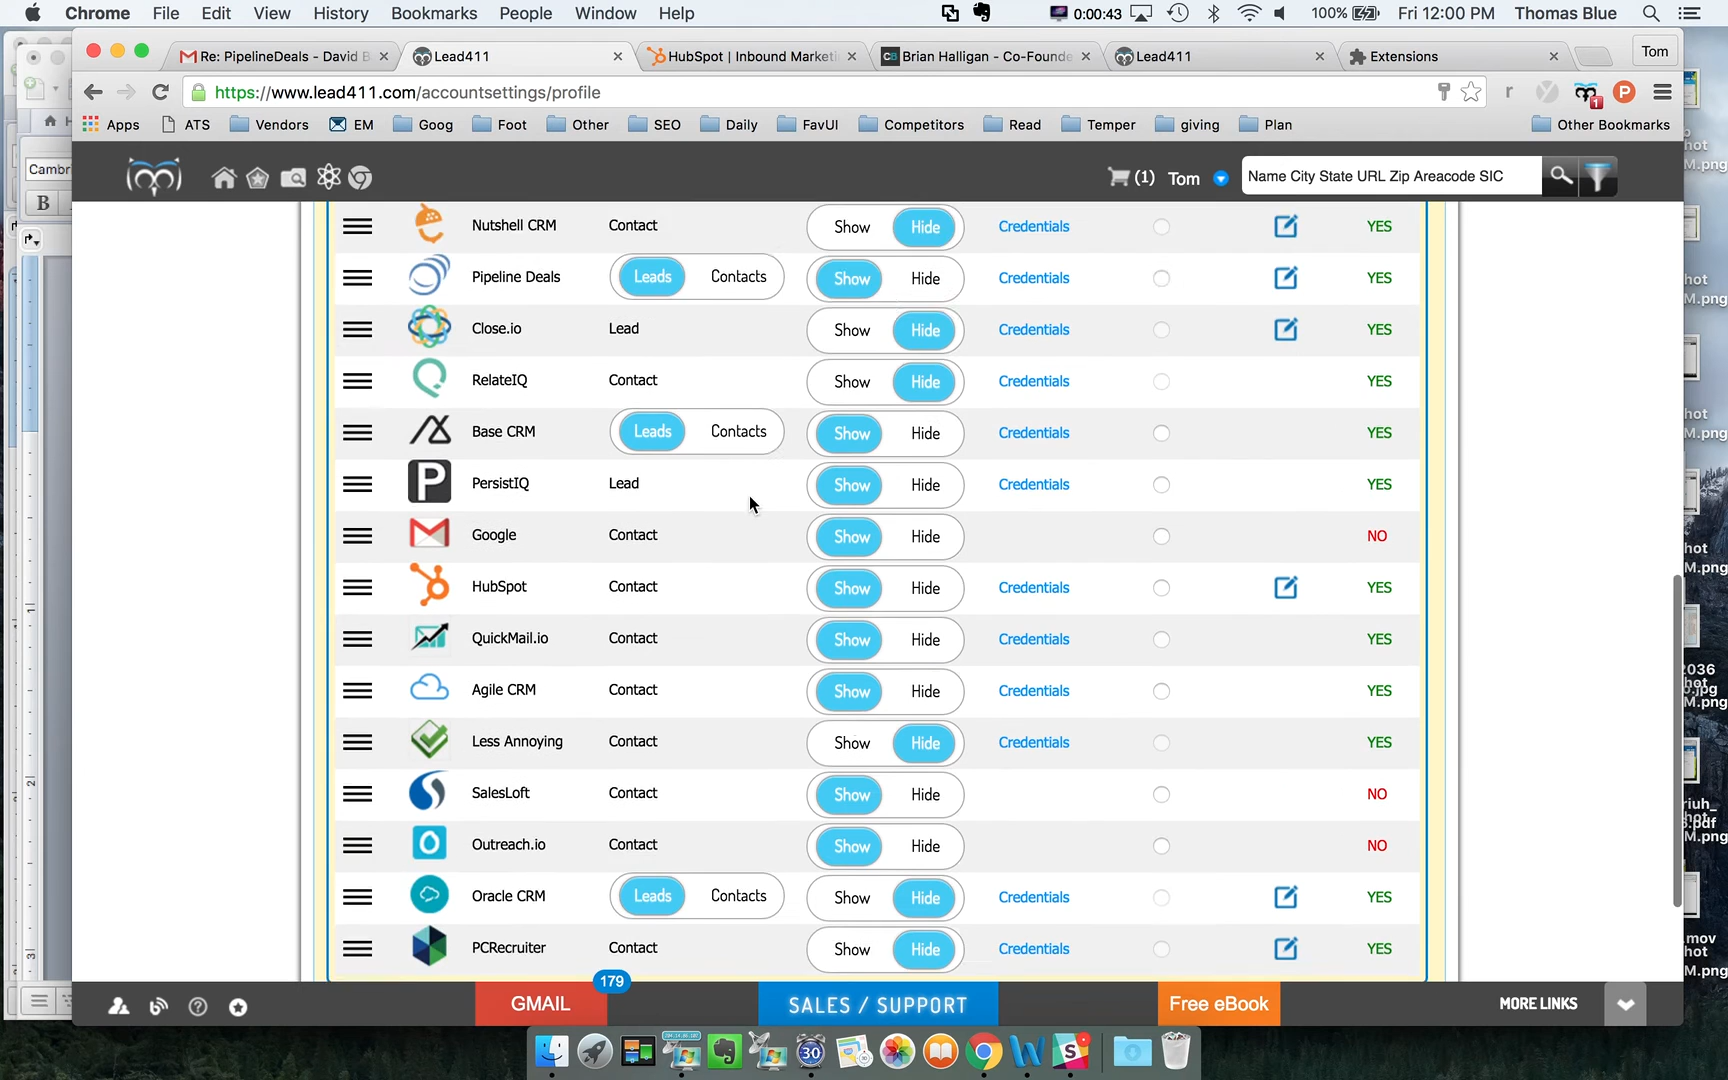 Chrome File Edit View History Bookmarks People Window Help 0:00:43 100% Fri 12:00 PM Thomas Blue
Re: PipelineDeals - David B Lead411 HubSpot | Inbound Marketi Brian Halligan - Co-Founde Lead411 Extensions Tom
https://www.lead411.com/accountsettings/profile
Apps ATS Vendors EM Goog Foot Other SEO Daily FavUI Competitors Read Temper giving Plan Other Bookmarks
Cambr
B
(1) Tom Name City State URL Zip Areacode SIC
Nutshell CRM Contact Show Hide Credentials YES
Pipeline Deals Leads Contacts Show Hide Credentials YES
Close.io Lead Show Hide Credentials YES
RelateIQ Contact Show Hide Credentials YES
Base CRM Leads Contacts Show Hide Credentials YES
PersistIQ Lead Show Hide Credentials YES
Google Contact Show Hide NO
HubSpot Contact Show Hide Credentials YES
QuickMail.io Contact Show Hide Credentials YES
Agile CRM Contact Show Hide Credentials YES
Less Annoying Contact Show Hide Credentials YES
SalesLoft Contact Show Hide NO
Outreach.io Contact Show Hide NO
Oracle CRM Leads Contacts Show Hide Credentials YES
PCRecruiter Contact Show Hide Credentials YES
179
GMAIL SALES / SUPPORT Free eBook MORE LINKS